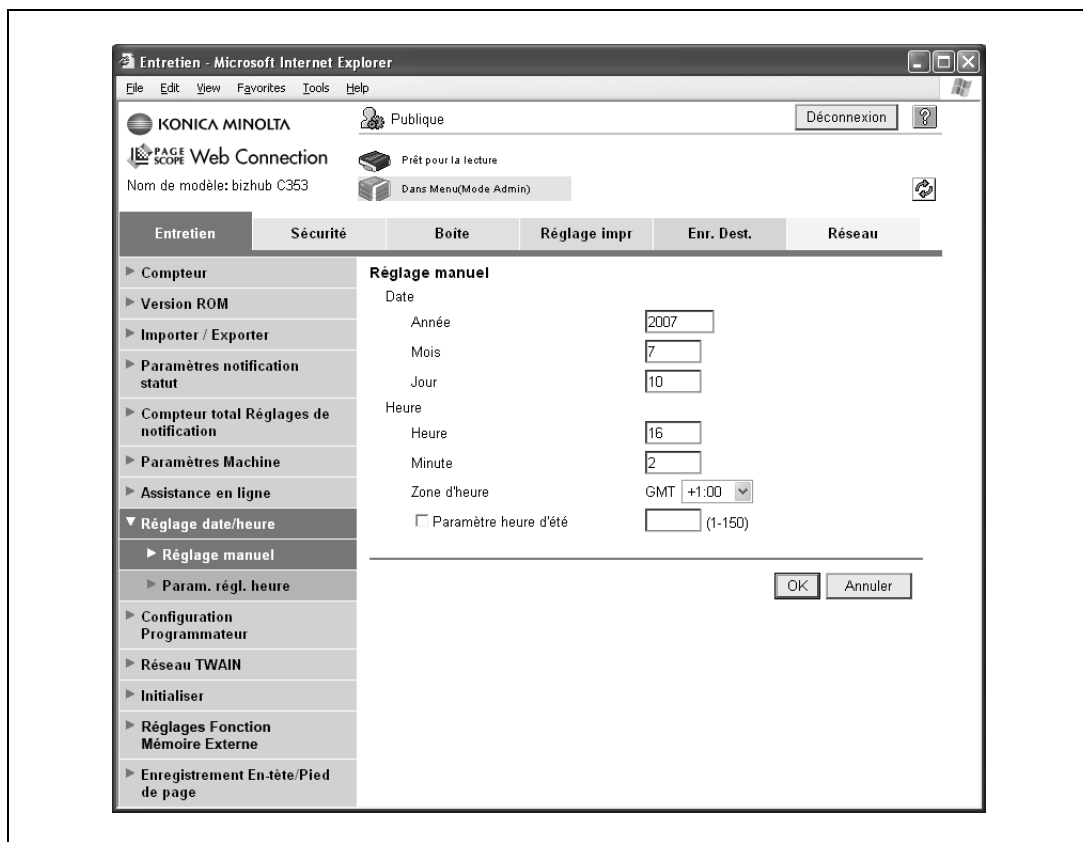 Entretien - Microsoft Internet Explorer
File Edit View Favorites Tools Help
KONICA MINOLTA
Publique
Déconnexion
?
PAGE SCOPE Web Connection
Prêt pour la lecture
Nom de modèle: bizhub C353
Dans Menu(Mode Admin)
Entretien Sécurité Boîte Réglage impr Enr. Dest. Réseau
Compteur
Version ROM
Importer / Exporter
Paramètres notification
statut
Compteur total Réglages de
notification
Paramètres Machine
Assistance en ligne
Réglage date/heure
Réglage manuel
Param. régl. heure
Configuration
Programmateur
Réseau TWAIN
Initialiser
Réglages Fonction
Mémoire Externe
Enregistrement En-tête/Pied
de page
Réglage manuel
Date
Année 2007
Mois 7
Jour 10
Heure
Heure 16
Minute 2
Zone d'heure GMT +1:00
Paramètre heure d'été (1-150)
OK Annuler